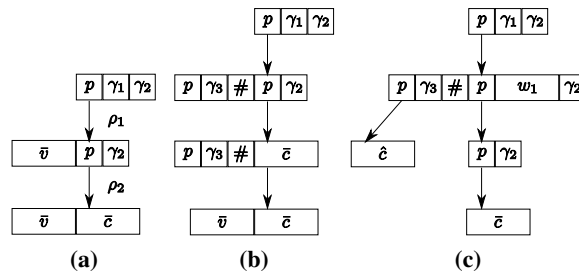 p γ₁ γ₂
ρ₁
v̄ p γ₂
ρ₂
v̄ c̄
(a)
p γ₁ γ₂
p γ₃ # p γ₂
p γ₃ # c̄
v̄ c̄
(b)
p γ₁ γ₂
p γ₃ # p w₁ γ₂
ĉ p γ₂
c̄
(c)